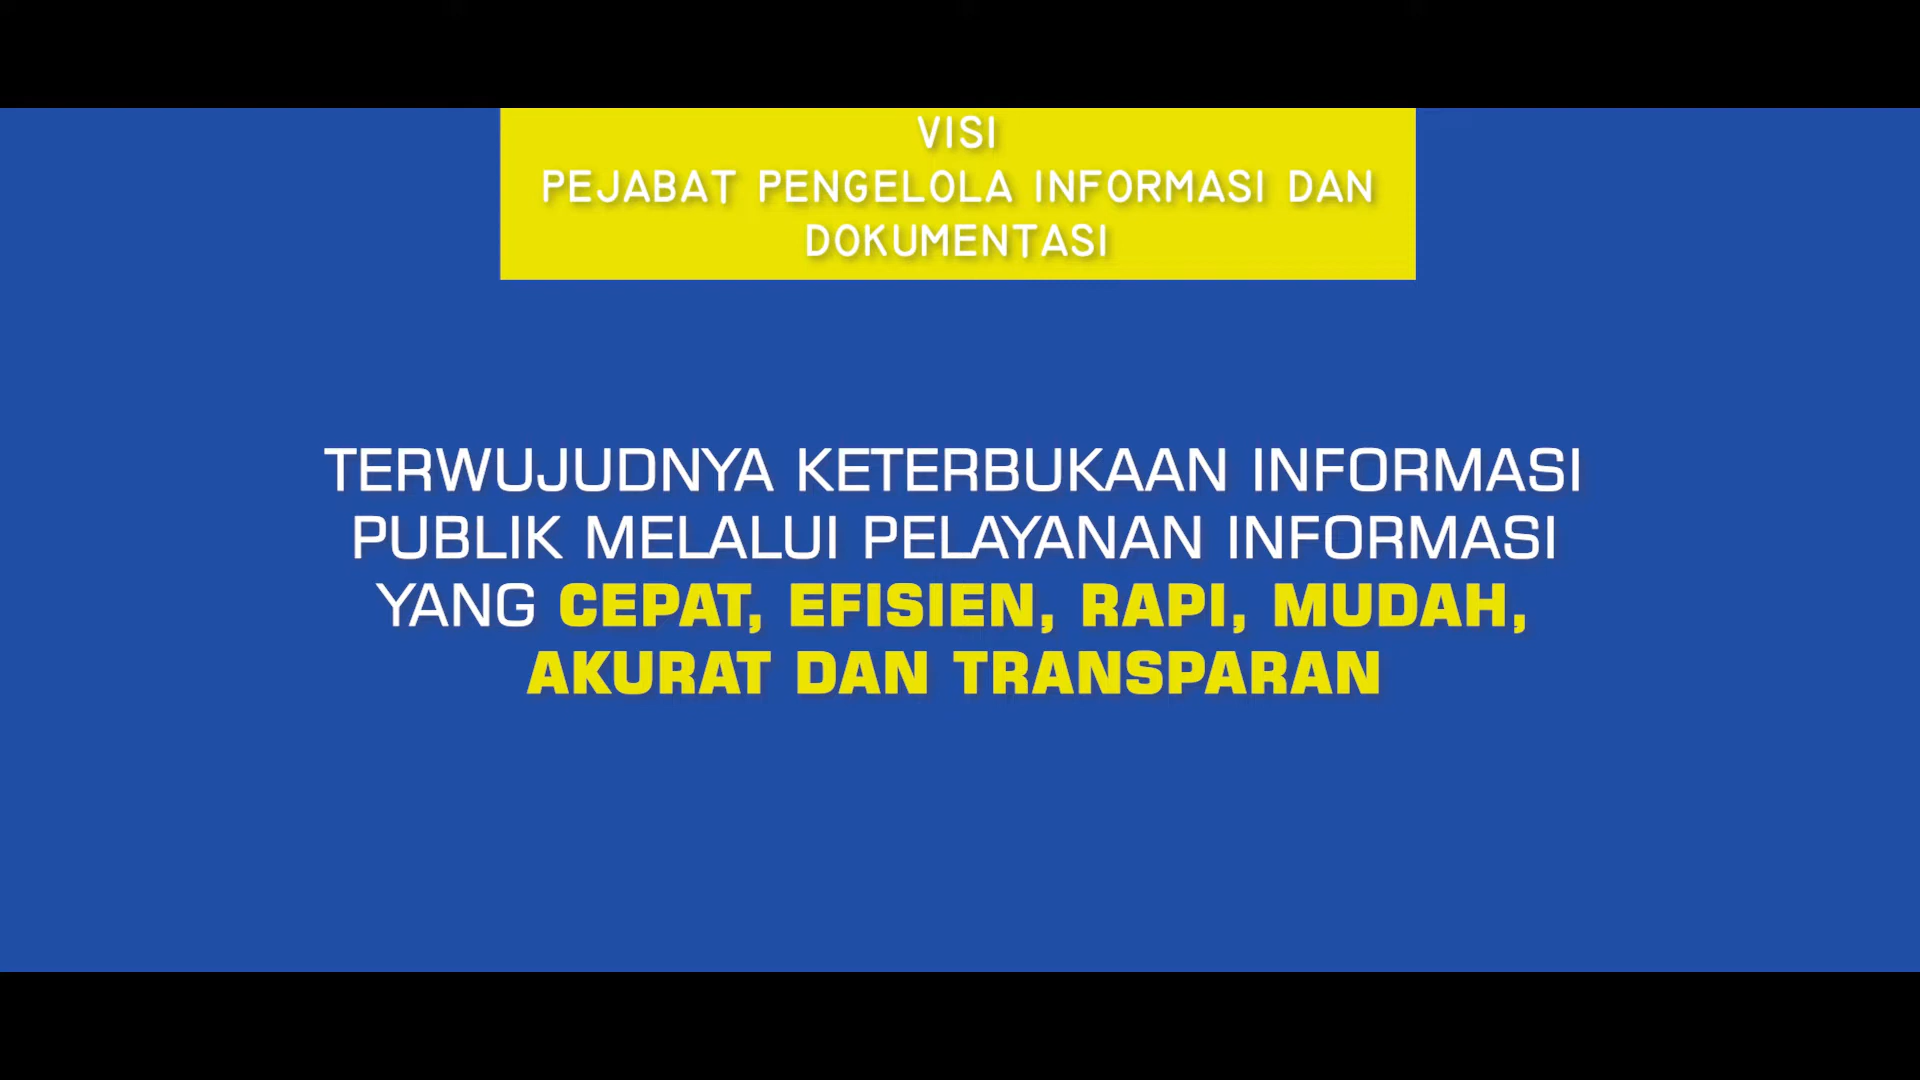 VISI
PEJABAT PENGELOLA INFORMASI DAN
DOKUMENTASI
TERWUJUDNYA KETERBUKAAN INFORMASI
PUBLIK MELALUI PELAYANAN INFORMASI
YANG CEPAT, EFISIEN, RAPI, MUDAH,
AKURAT DAN TRANSPARAN